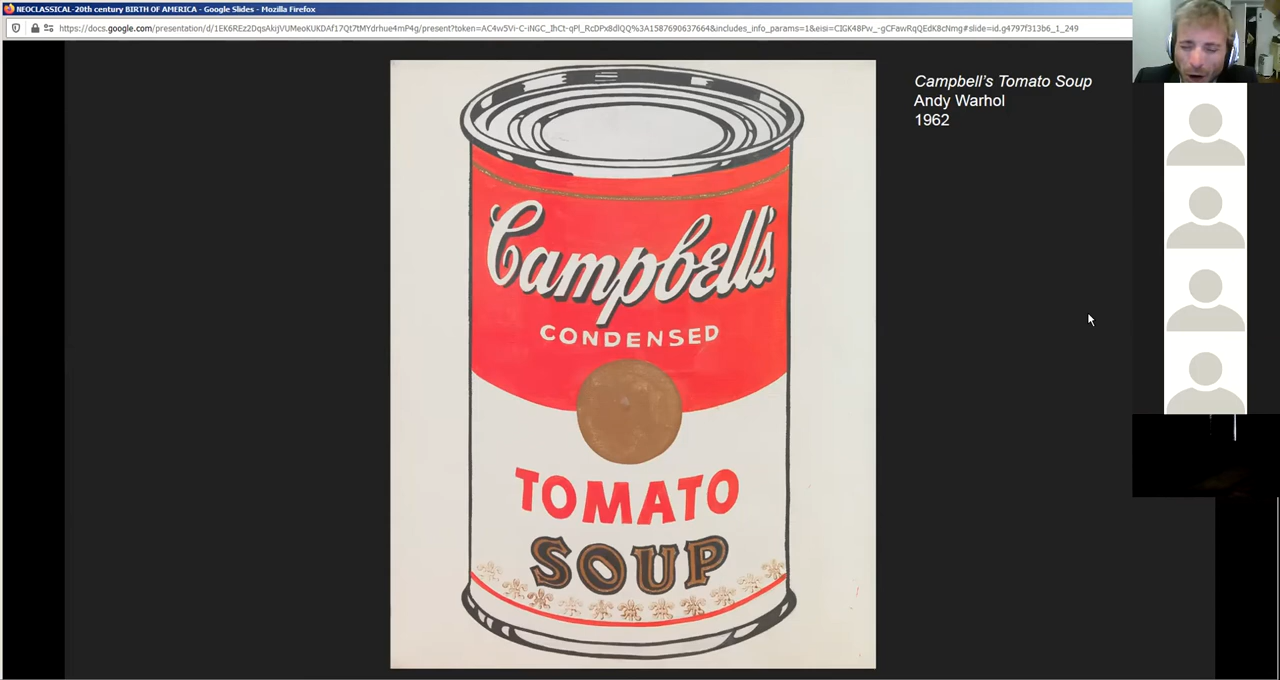 NEOCLASSICAL-20th century BIRTH OF AMERICA - Google Slides - Mozilla Firefox
Campbell's Tomato Soup
Andy Warhol
1962
Campbell's
CONDENSED
TOMATO
SOUP